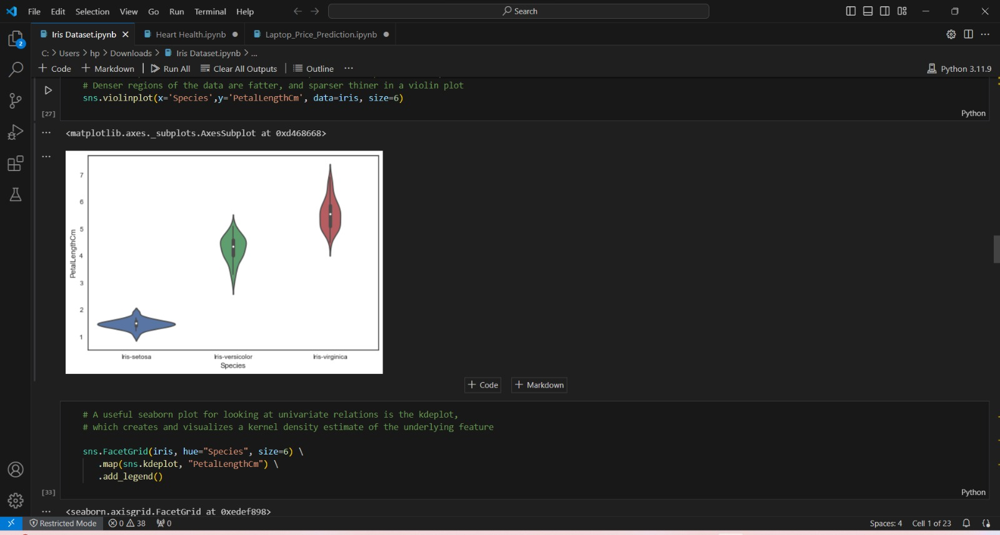 File Edit Selection View Go Run Terminal Help Search
Iris Dataset.ipynb Heart Health.ipynb Laptop_Price_Prediction.ipynb
2
C: > Users > hp > Downloads > Iris Dataset.ipynb > ...
+ Code + Markdown Run All Clear All Outputs Outline ... Python 3.11.9
# Denser regions of the data are fatter, and sparser thiner in a violin plot
sns.violinplot(x='Species',y='PetalLengthCm', data=iris, size=6)
[27] Python
<matplotlib.axes._subplots.AxesSubplot at 0xd468668>
7
6
5
4
3
2
1
PetalLengthCm
Iris-setosa Iris-versicolor Iris-virginica
Species
+ Code + Markdown
# A useful seaborn plot for looking at univariate relations is the kdeplot,
# which creates and visualizes a kernel density estimate of the underlying feature
sns.FacetGrid(iris, hue="Species", size=6) \
.map(sns.kdeplot, "PetalLengthCm") \
.add_legend()
[33] Python
<seaborn.axisgrid.FacetGrid at 0xedef898>
Restricted Mode 0 38 0 Spaces: 4 Cell 1 of 23